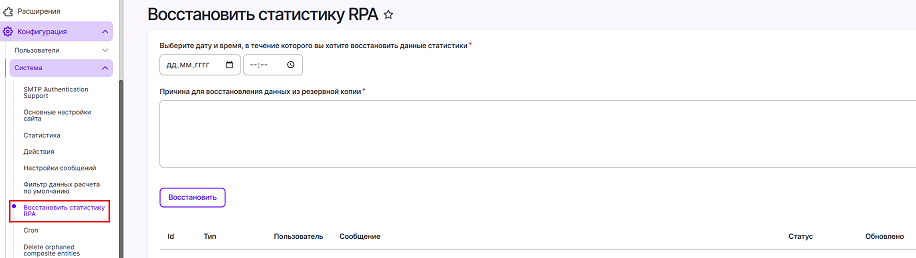 Расширения
Конфигурация
Пользователи
Система
SMTP Authentication
Support
Основные настройки
сайта
Статистика
Действия
Настройки сообщений
Фильтр данных расчета
по умолчанию
Восстановить статистику
RPA
Cron
Delete orphaned
composite entities
Восстановить статистику RPA
Выберите дату и время, в течение которого вы хотите восстановить данные статистики *
дд.мм.гггг --:--
Причина для восстановления данных из резервной копии *
Восстановить
Id Тип Пользователь Сообщение Статус Обновлено